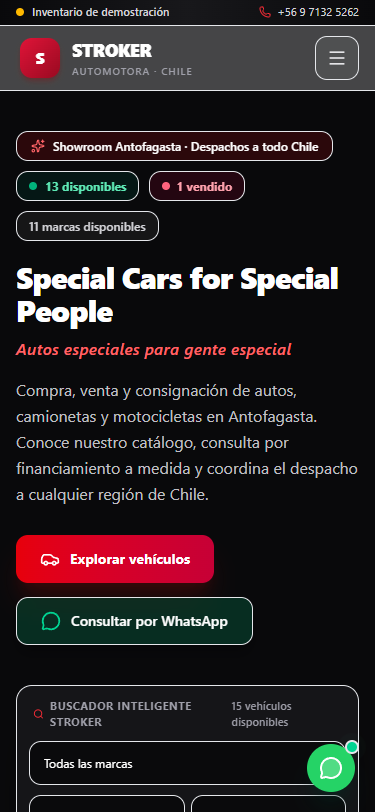 Inventario de demostración
+56 9 7132 5262
S
STROKER
AUTOMOTORA · CHILE
Showroom Antofagasta · Despachos a todo Chile
13 disponibles
1 vendido
11 marcas disponibles
Special Cars for Special
People
Autos especiales para gente especial
Compra, venta y consignación de autos,
camionetas y motocicletas en Antofagasta.
Conoce nuestro catálogo, consulta por
financiamiento a medida y coordina el despacho
a cualquier región de Chile.
Explorar vehículos
Consultar por WhatsApp
BUSCADOR INTELIGENTE
STROKER
15 vehículos
disponibles
Todas las marcas